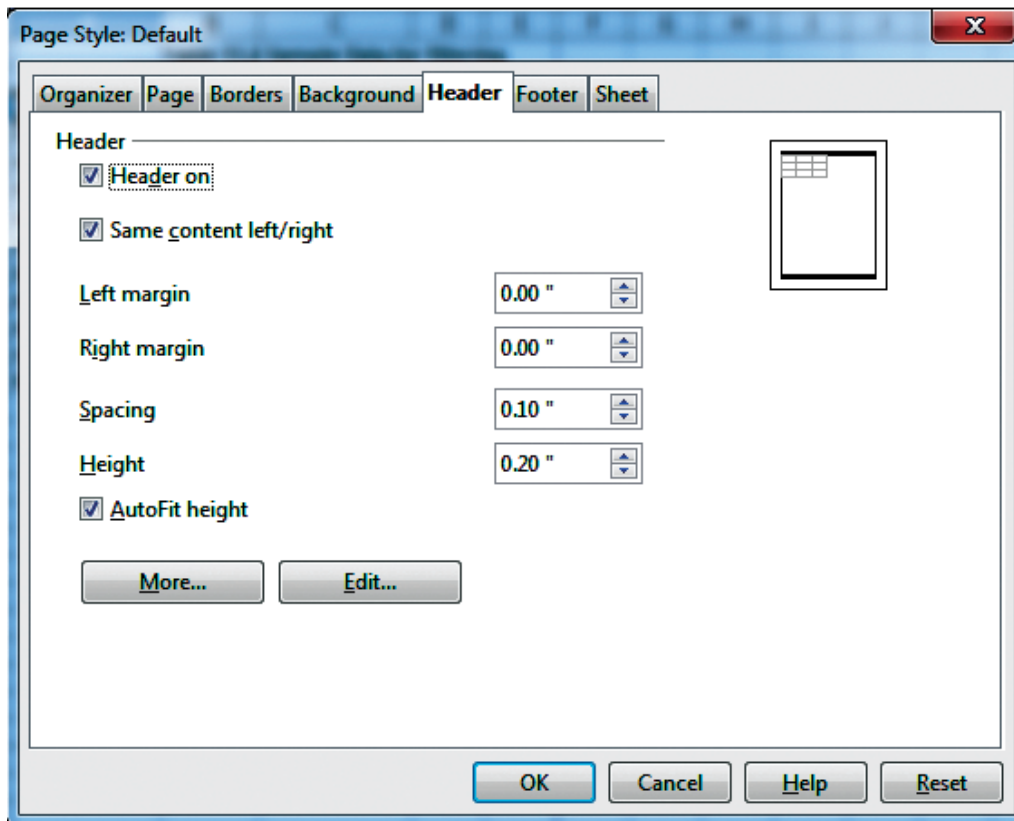 Page Style: Default
Organizer Page Borders Background Header Footer Sheet
Header
Header on
Same content left/right
Left margin 0.00 "
Right margin 0.00 "
Spacing 0.10 "
Height 0.20 "
AutoFit height
More... Edit...
OK Cancel Help Reset